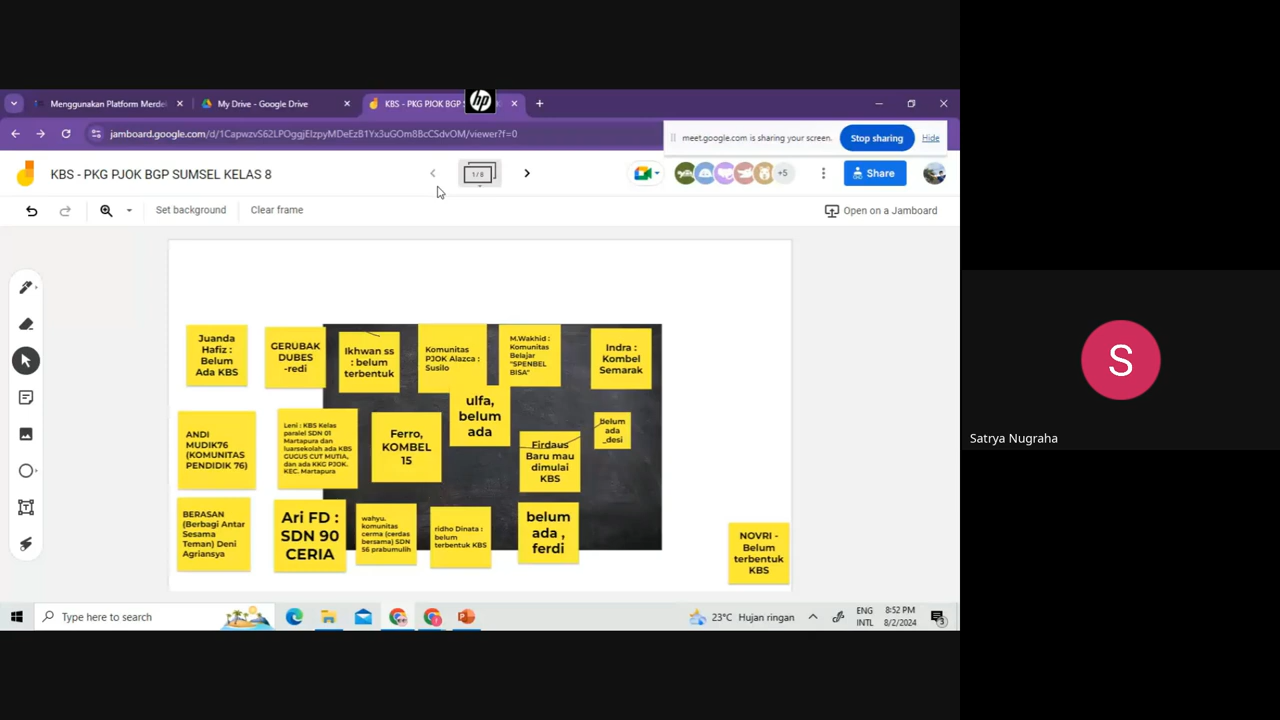 Menggunakan Platform Merde
My Drive - Google Drive
KBS - PKG PJOK BGP S
hp
jamboard.google.com/d/1CapwzvS62LPOggjEIzpyMDeEzB1Yx3uGOm8BcCSdvOM/viewer?f=0
meet.google.com is sharing your screen.
Stop sharing
Hide
KBS - PKG PJOK BGP SUMSEL KELAS 8
1/8
+5
Share
Set background
Clear frame
Open on a Jamboard
Juanda
Hafiz :
Belum
Ada KBS
GERUBAK
DUBES
-redi
Ikhwan ss
: belum
terbentuk
Komunitas
PJOK Alazca :
Susilo
M.Wakhid :
Komunitas
Belajar
"SPENBEL
BISA"
Indra :
Kombel
Semarak
ulfa,
belum
ada
ANDI
MUDIK76
(KOMUNITAS
PENDIDIK 76)
Leni : KBS Kelas
paralel SDN 01
Martapura dan
luarsekolah ada KBS
GUGUS CUT MUTIA,
dan ada KKG PJOK.
KEC. Martapura
Ferro,
KOMBEL
15
Firdaus
Baru mau
dimulai
KBS
Belum
ada
_desi
BERASAN
(Berbagi Antar
Sesama
Teman) Deni
Agriansya
Ari FD :
SDN 90
CERIA
wahyu.
komunitas
cerma (cerdas
bersama) SDN
56 prabumulih
ridho Dinata :
belum
terbentuk KBS
belum
ada ,
ferdi
NOVRI -
Belum
terbentuk
KBS
S
Satrya Nugraha
Type here to search
23°C Hujan ringan
ENG
INTL
8:52 PM
8/2/2024
3